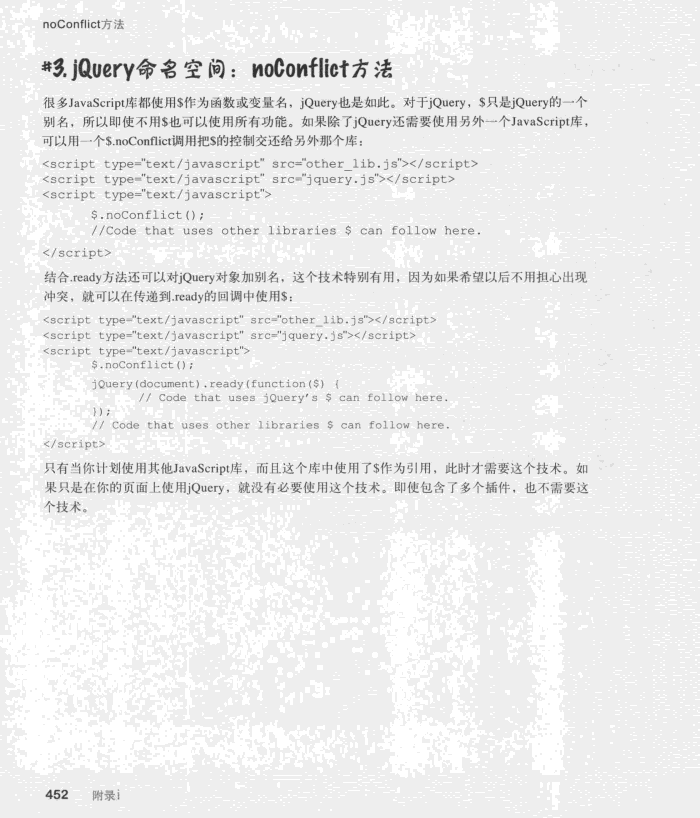 noConflict方法
#3. jQuery命名空间：noConflict方法
很多JavaScript库都使用$作为函数或变量名，jQuery也是如此。对于jQuery，$只是jQuery的一个
别名，所以即使不用$也可以使用所有功能。如果除了jQuery还需要使用另外一个JavaScript库，
可以用一个$.noConflict调用把$的控制交还给另外那个库：
<script type="text/javascript" src="other_lib.js"></script>
<script type="text/javascript" src="jquery.js"></script>
<script type="text/javascript">
$.noConflict();
//Code that uses other libraries $ can follow here.
</script>
结合.ready方法还可以对jQuery对象加别名，这个技术特别有用，因为如果希望以后不用担心出现
冲突，就可以在传递到.ready的回调中使用$：
<script type="text/javascript" src="other_lib.js"></script>
<script type="text/javascript" src="jquery.js"></script>
<script type="text/javascript">
$.noConflict();
jQuery(document).ready(function($) {
// Code that uses jQuery's $ can follow here.
});
// Code that uses other libraries $ can follow here.
</script>
只有当你计划使用其他JavaScript库，而且这个库中使用了$作为引用，此时才需要这个技术。如
果只是在你的页面上使用jQuery，就没有必要使用这个技术。即使包含了多个插件，也不需要这
个技术。
452 附录i